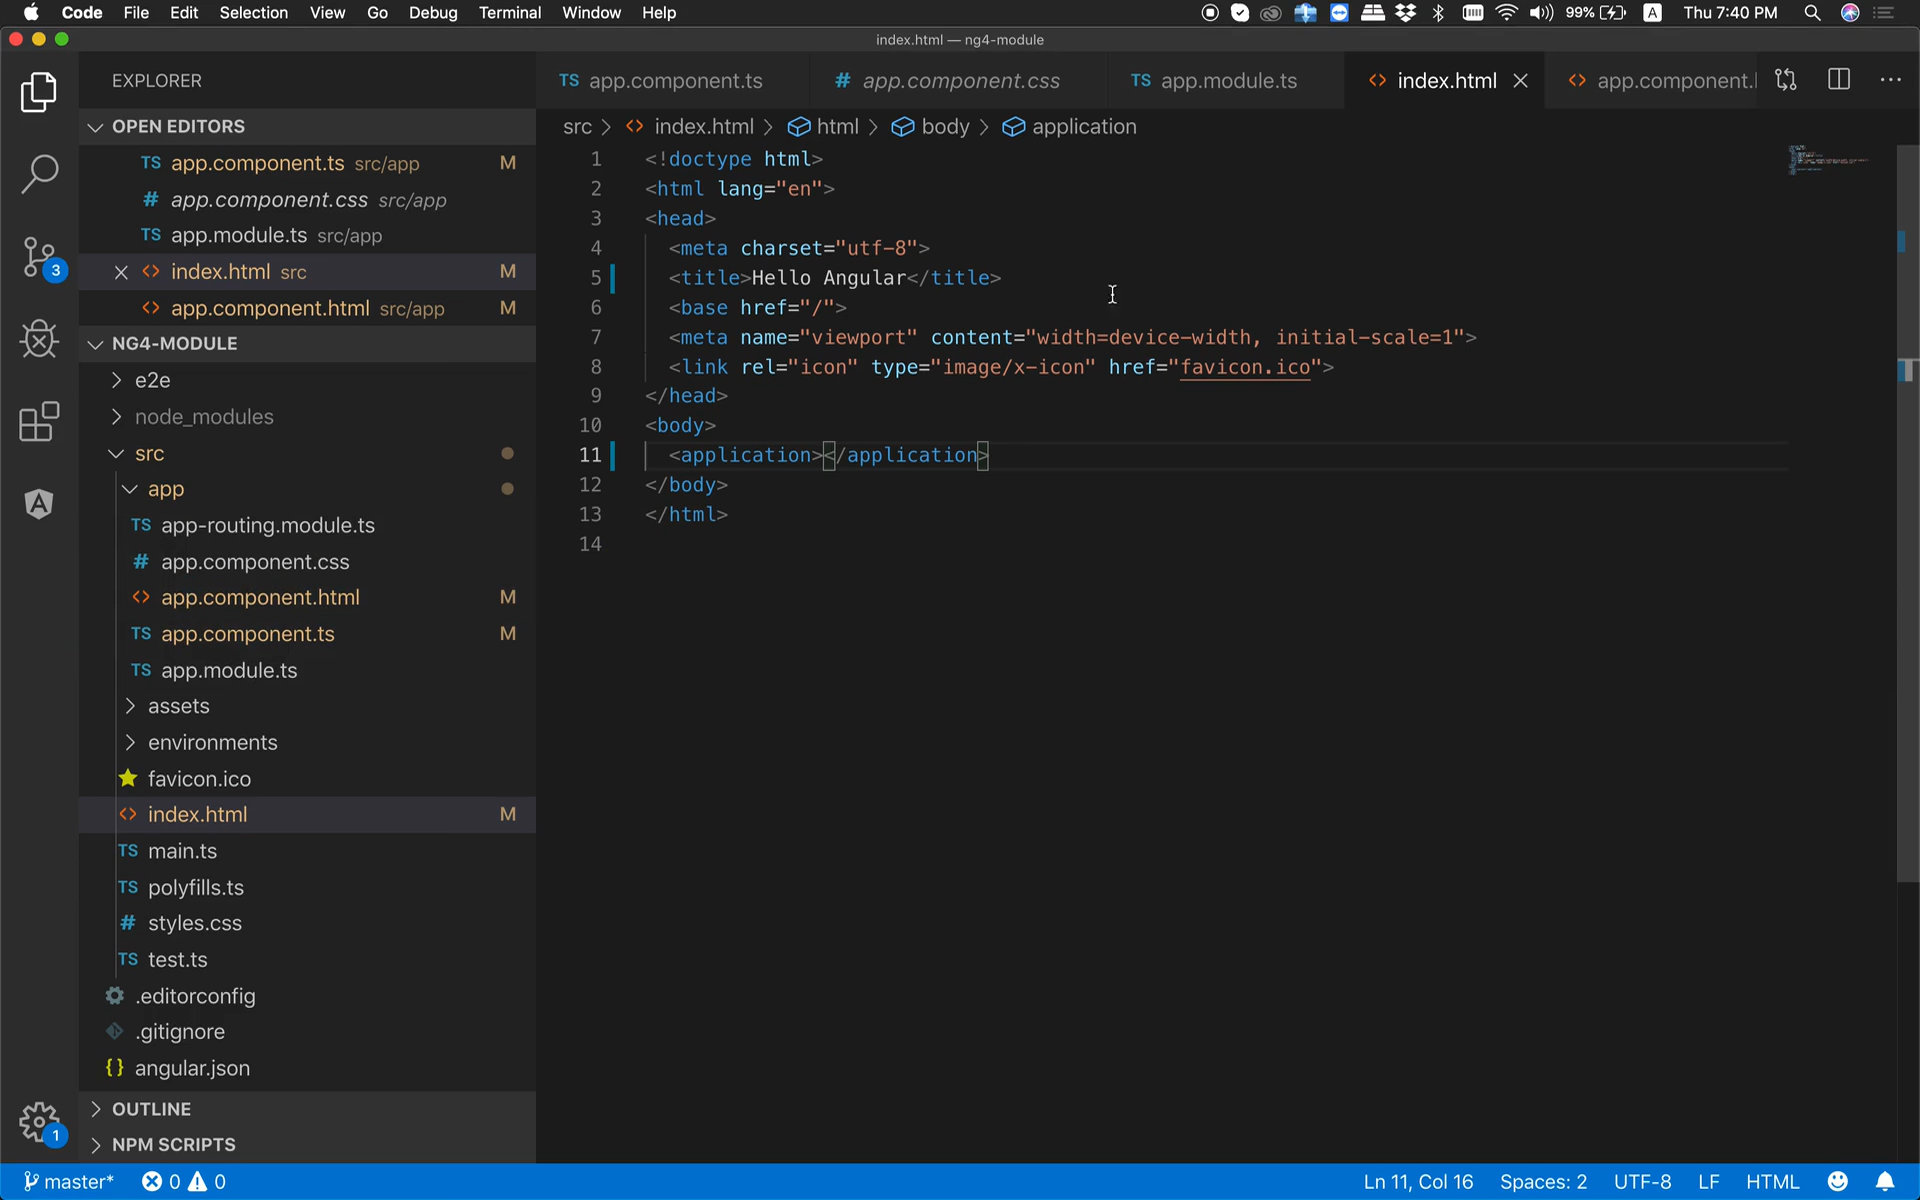 Code File Edit Selection View Go Debug Terminal Window Help 99% A Thu 7:40 PM
index.html — ng4-module
EXPLORER
TS app.component.ts # app.component.css TS app.module.ts <> index.html <> app.component.
OPEN EDITORS
src > <> index.html > html > body > application
TS app.component.ts src/app M
# app.component.css src/app
TS app.module.ts src/app
<> index.html src M
<> app.component.html src/app M
NG4-MODULE
e2e
node_modules
src
app
TS app-routing.module.ts
# app.component.css
<> app.component.html M
TS app.component.ts M
TS app.module.ts
assets
environments
favicon.ico
<> index.html M
TS main.ts
TS polyfills.ts
# styles.css
TS test.ts
.editorconfig
.gitignore
{} angular.json
OUTLINE
NPM SCRIPTS
3
1
1 <!doctype html>
2 <html lang="en">
3 <head>
4 <meta charset="utf-8">
5 <title>Hello Angular</title>
6 <base href="/">
7 <meta name="viewport" content="width=device-width, initial-scale=1">
8 <link rel="icon" type="image/x-icon" href="favicon.ico">
9 </head>
10 <body>
11 <application></application>
12 </body>
13 </html>
14
master* 0 0 Ln 11, Col 16 Spaces: 2 UTF-8 LF HTML